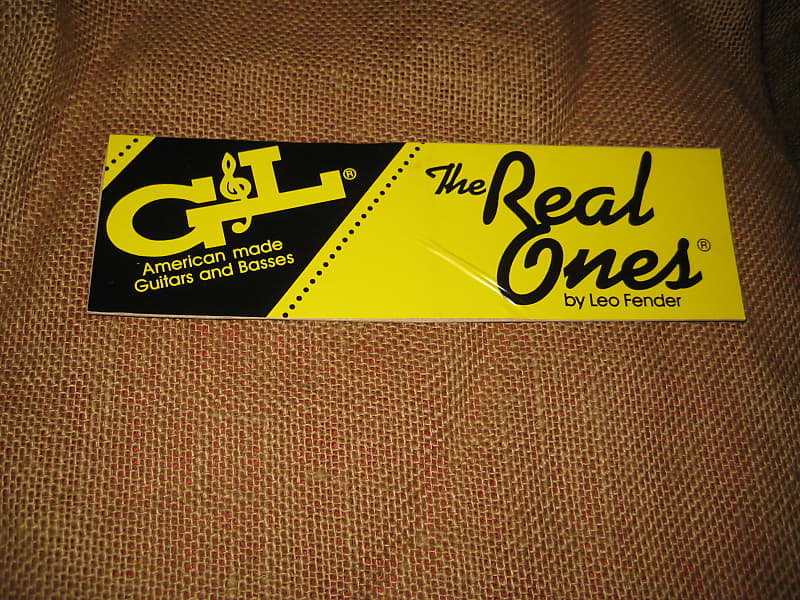 G&L®
American made
Guitars and Basses
The Real
Ones®
by Leo Fender